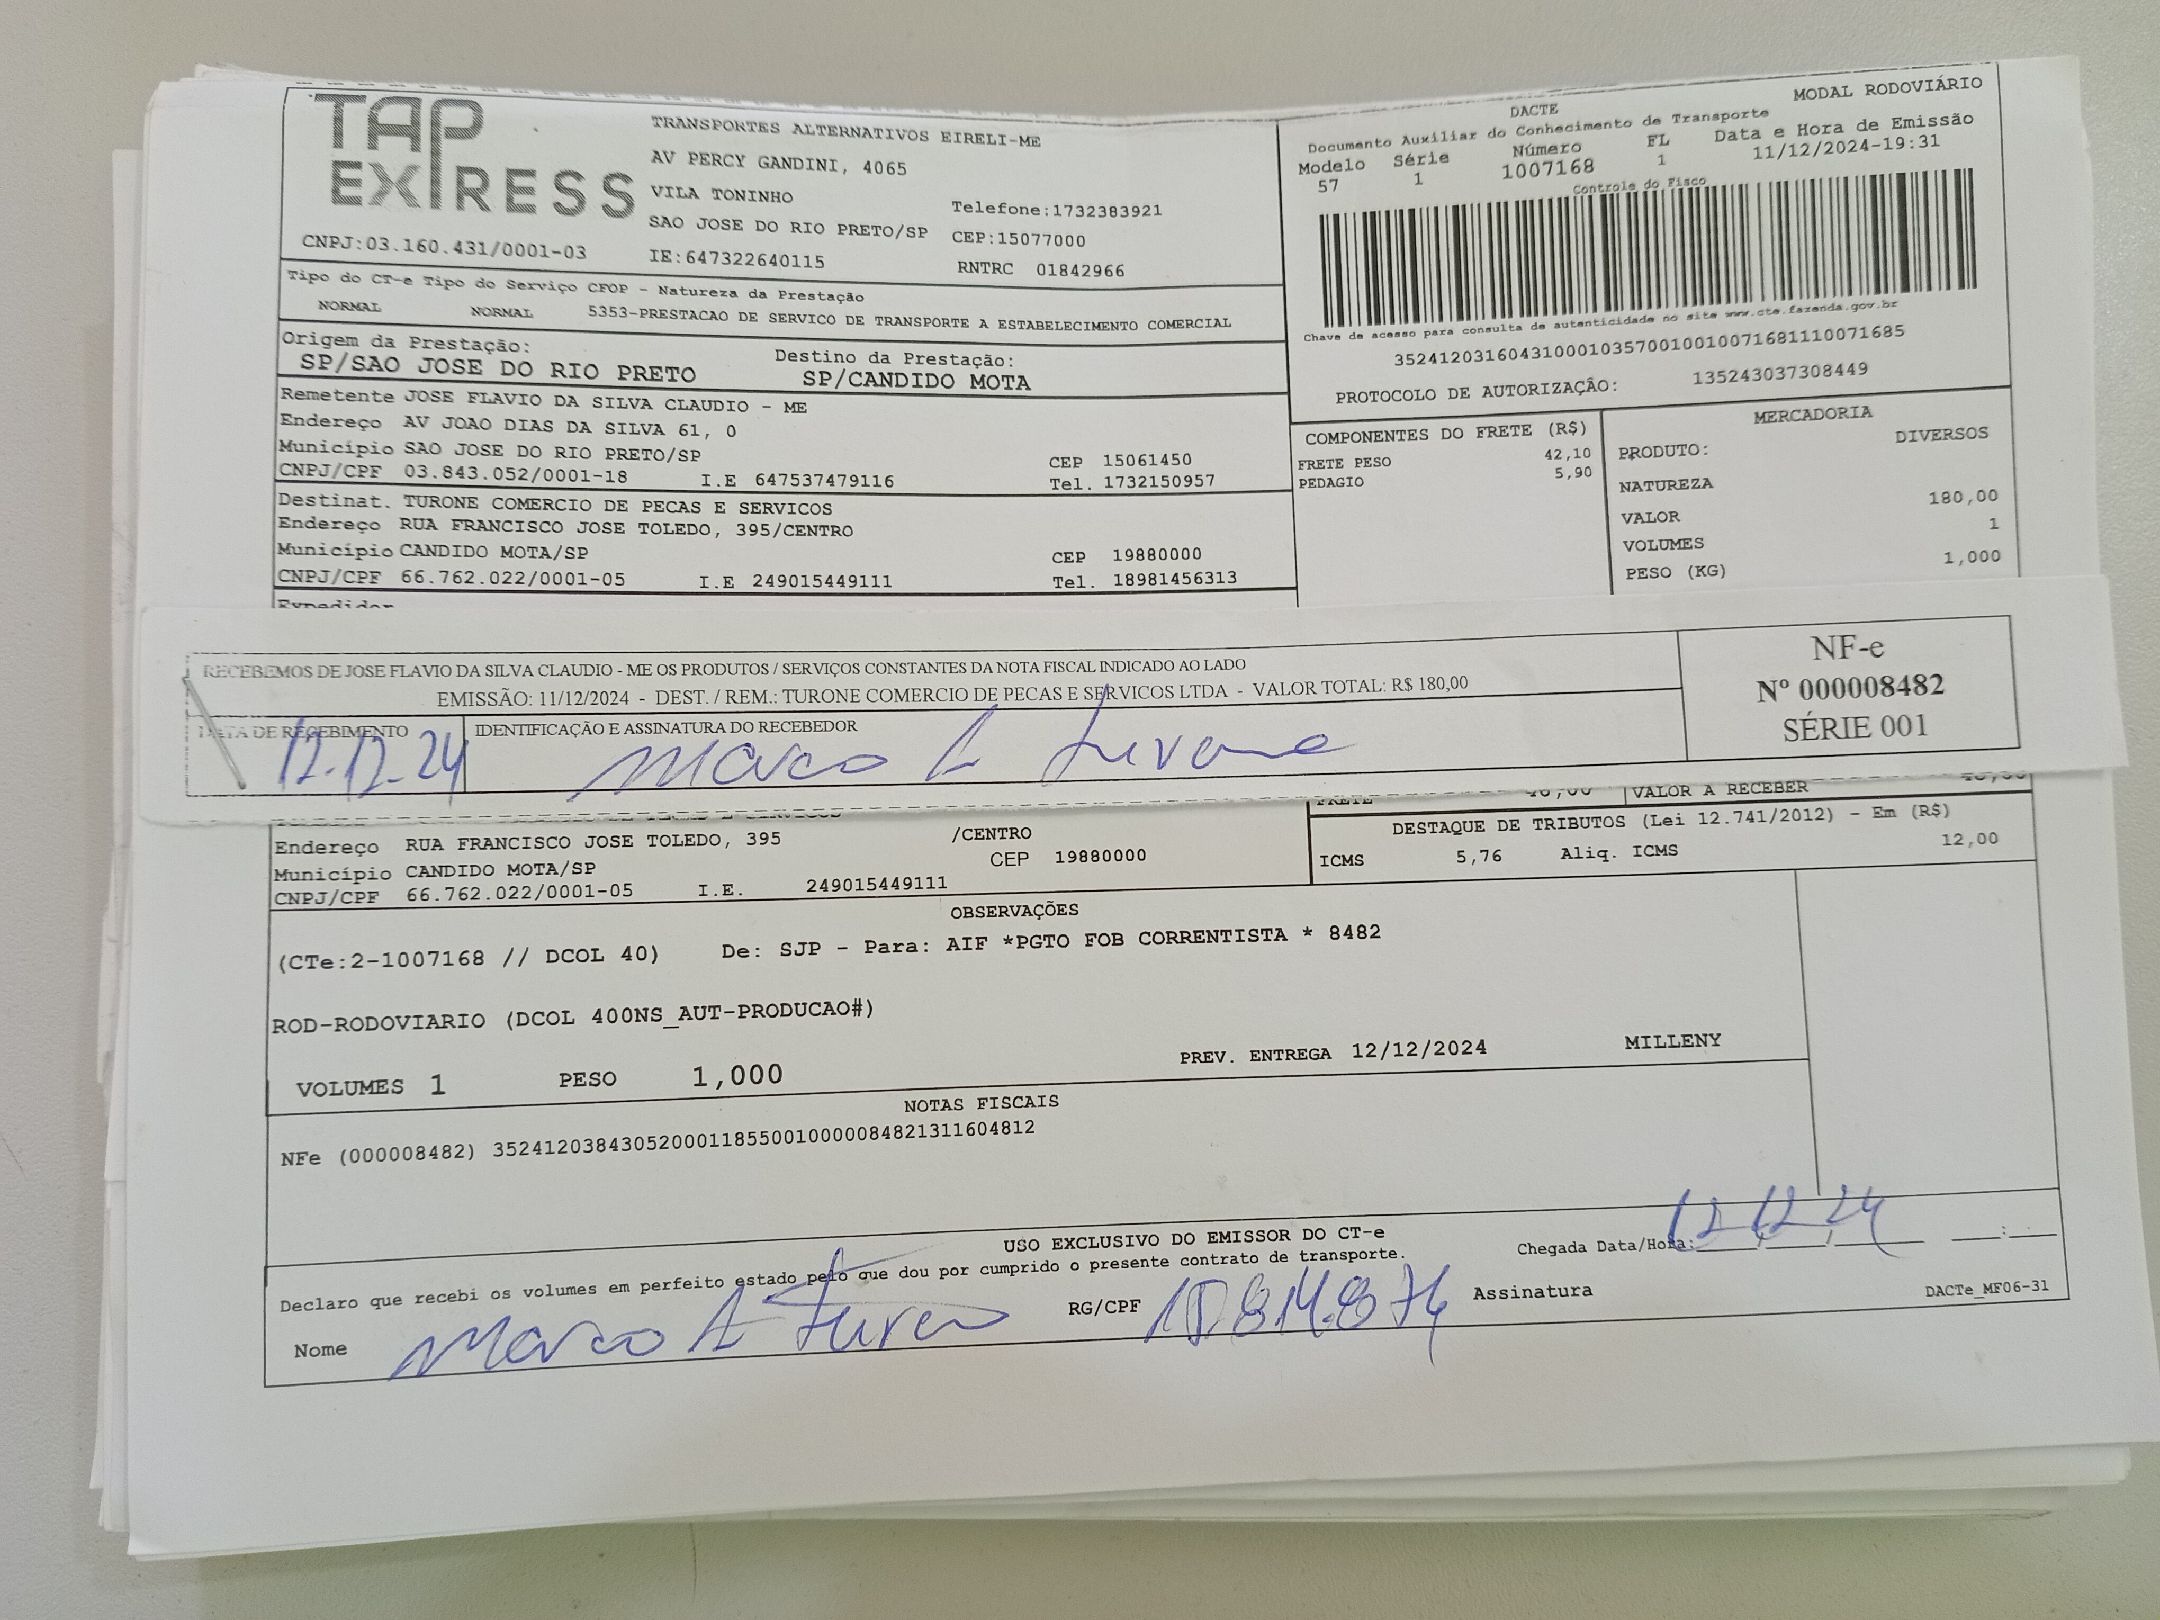 TAP EXPRESS
CNPJ:03.160.431/0001-03
TRANSPORTES ALTERNATIVOS EIRELI-ME
AV PERCY GANDINI, 4065
VILA TONINHO
SAO JOSE DO RIO PRETO/SP
IE:647322640115
Telefone:1732383921
CEP:15077000
RNTRC 01842966
MODAL RODOVIÁRIO
DACTE
Documento Auxiliar do Conhecimento de Transporte
Modelo Série Número FL Data e Hora de Emissão
57 1 1007168 1 11/12/2024-19:31
Controle do Fisco
Chave de acesso para consulta de autenticidade no site www.cte.fazenda.gov.br
35241203160431000103570010010071681110071685
PROTOCOLO DE AUTORIZAÇÃO: 135243037308449
Tipo do CT-e Tipo do Serviço CFOP - Natureza da Prestação
NORMAL NORMAL 5353-PRESTACAO DE SERVICO DE TRANSPORTE A ESTABELECIMENTO COMERCIAL
Origem da Prestação: Destino da Prestação:
SP/SAO JOSE DO RIO PRETO SP/CANDIDO MOTA
Remetente JOSE FLAVIO DA SILVA CLAUDIO - ME
Endereço AV JOAO DIAS DA SILVA 61, 0
Município SAO JOSE DO RIO PRETO/SP CEP 15061450
CNPJ/CPF 03.843.052/0001-18 I.E 647537479116 Tel. 1732150957
Destinat. TURONE COMERCIO DE PECAS E SERVICOS
Endereço RUA FRANCISCO JOSE TOLEDO, 395/CENTRO
Município CANDIDO MOTA/SP CEP 19880000
CNPJ/CPF 66.762.022/0001-05 I.E 249015449111 Tel. 18981456313
Expedidor
COMPONENTES DO FRETE (R$)
FRETE PESO 42,10
PEDAGIO 5,90
MERCADORIA
PRODUTO: DIVERSOS
NATUREZA
VALOR 180,00
VOLUMES 1
PESO (KG) 1,000
RECEBEMOS DE JOSE FLAVIO DA SILVA CLAUDIO - ME OS PRODUTOS / SERVIÇOS CONSTANTES DA NOTA FISCAL INDICADO AO LADO
EMISSÃO: 11/12/2024 - DEST. / REM.: TURONE COMERCIO DE PECAS E SERVICOS LTDA - VALOR TOTAL: R$ 180,00
DATA DE RECEBIMENTO IDENTIFICAÇÃO E ASSINATURA DO RECEBEDOR
12.12.24 Marco A Turone
NF-e
Nº 000008482
SÉRIE 001
FRETE 48,00 VALOR A RECEBER 48,00
DESTAQUE DE TRIBUTOS (Lei 12.741/2012) - Em (R$)
ICMS 5,76 Aliq. ICMS 12,00
Endereço RUA FRANCISCO JOSE TOLEDO, 395 /CENTRO
Município CANDIDO MOTA/SP CEP 19880000
CNPJ/CPF 66.762.022/0001-05 I.E. 249015449111
OBSERVAÇÕES
(CTe:2-1007168 // DCOL 40) De: SJP - Para: AIF *PGTO FOB CORRENTISTA * 8482
ROD-RODOVIARIO (DCOL 400NS_AUT-PRODUCAO#)
VOLUMES 1 PESO 1,000 PREV. ENTREGA 12/12/2024 MILLENY
NOTAS FISCAIS
NFe (000008482) 35241203843052000118550010000084821311604812
USO EXCLUSIVO DO EMISSOR DO CT-e
Declaro que recebi os volumes em perfeito estado pelo que dou por cumprido o presente contrato de transporte.
Chegada Data/Hora: 12 12 24
Nome Marco A Turone RG/CPF Assinatura
DACTe_MF06-31